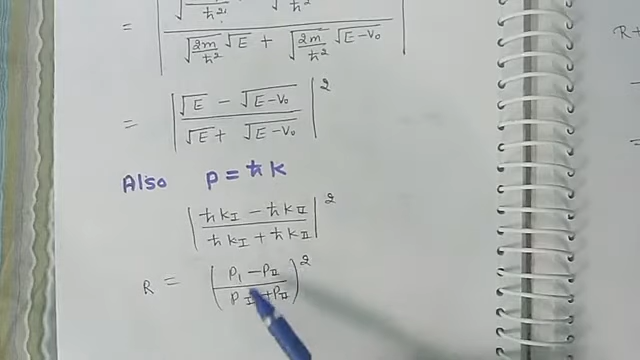 √(2m/ħ²) √E + √(2m/ħ²) √E-V₀
= | (√E - √E-V₀) / (√E + √E-V₀) |²
Also p = ħk
| (ħk_I - ħk_II) / (ħk_I + ħk_II) |²
R = ( (P_I - P_II) / (P_I + P_II) )²